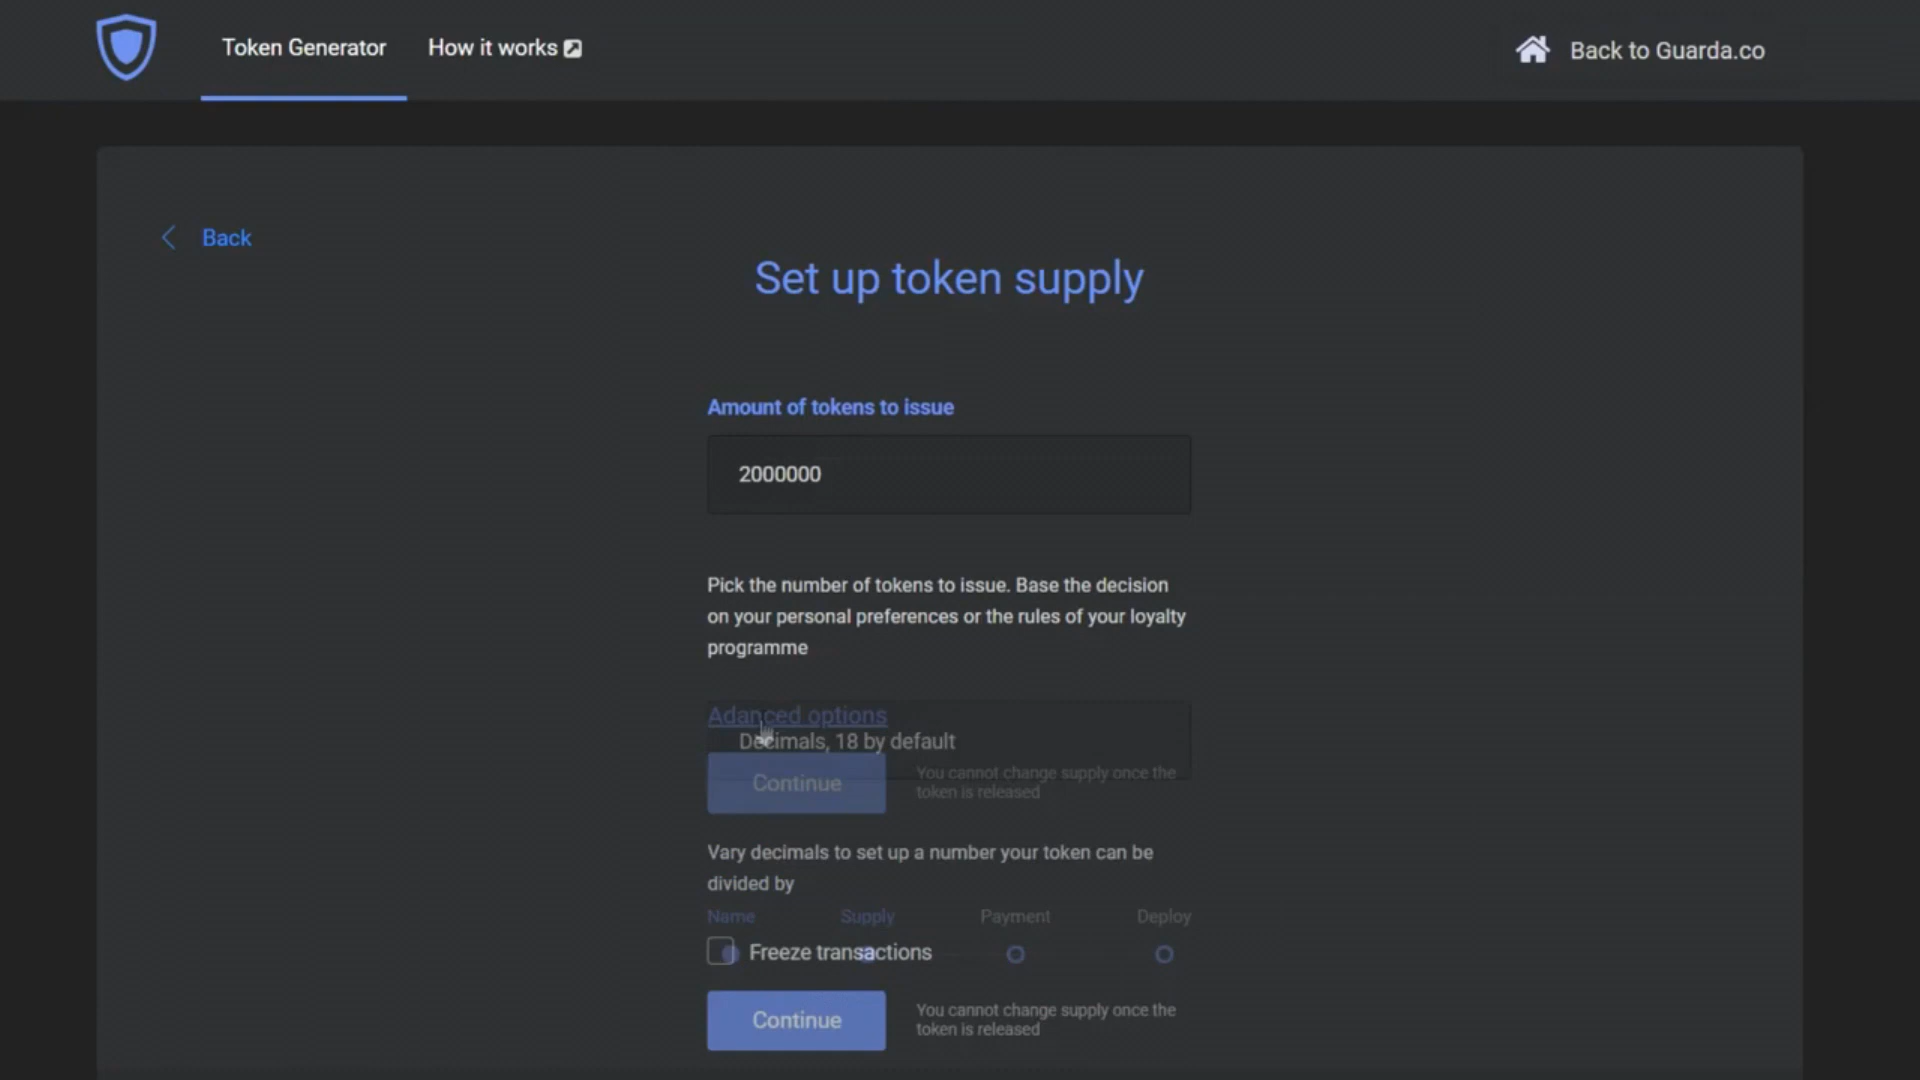 Token Generator
How it works
Back to Guarda.co
Back
Set up token supply
Amount of tokens to issue
2000000
Pick the number of tokens to issue. Base the decision
on your personal preferences or the rules of your loyalty
programme
Adanced options
Decimals, 18 by default
Continue
You cannot change supply once the
token is released
Vary decimals to set up a number your token can be
divided by
Name Supply Payment Deploy
Freeze transactions
Continue
You cannot change supply once the
token is released